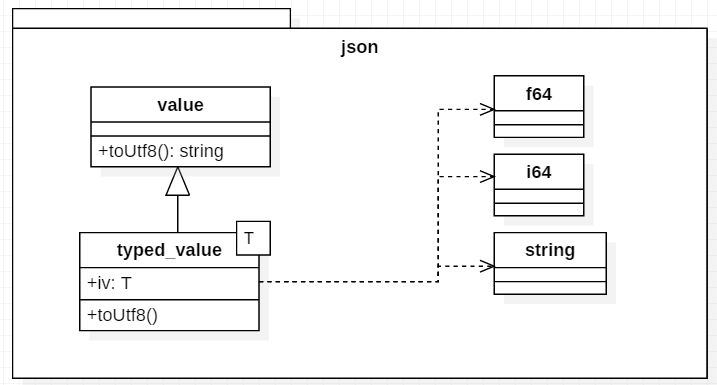 json
value
+toUtf8(): string
typed_value
T
+iv: T
+toUtf8()
f64
i64
string